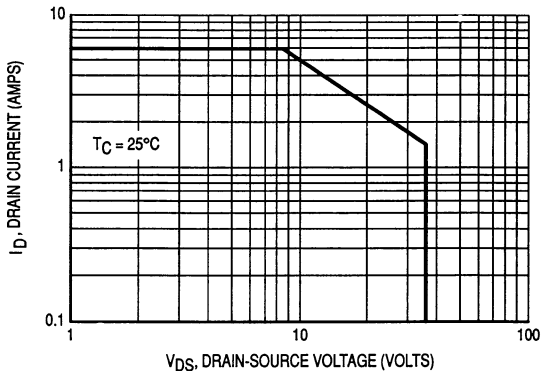 10
1
0.1
I_D, DRAIN CURRENT (AMPS)
T_C = 25°C
1
10
100
V_DS, DRAIN-SOURCE VOLTAGE (VOLTS)